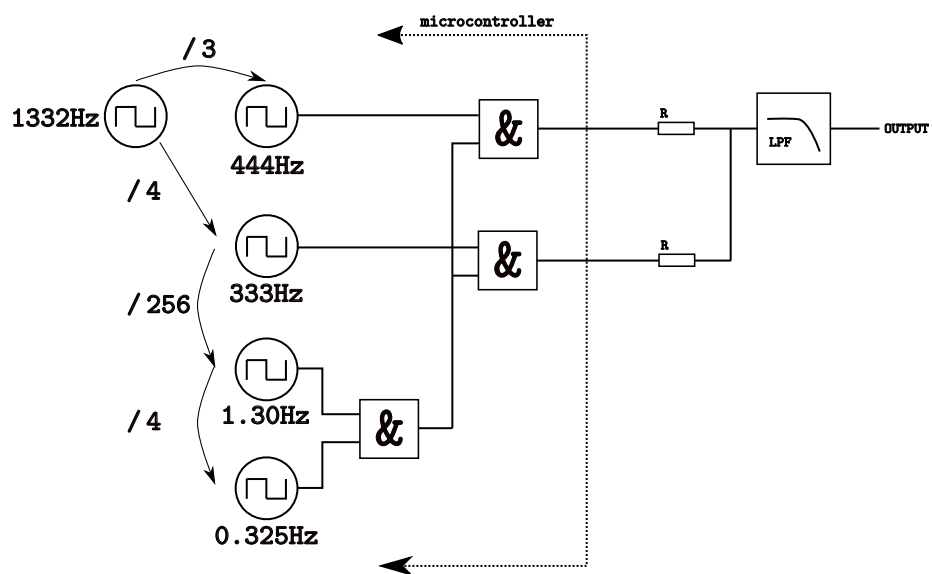 microcontroller
/3
1332Hz
&
R
LPF
OUTPUT
444Hz
/4
&
R
333Hz
/256
1.30Hz
/4
&
0.325Hz